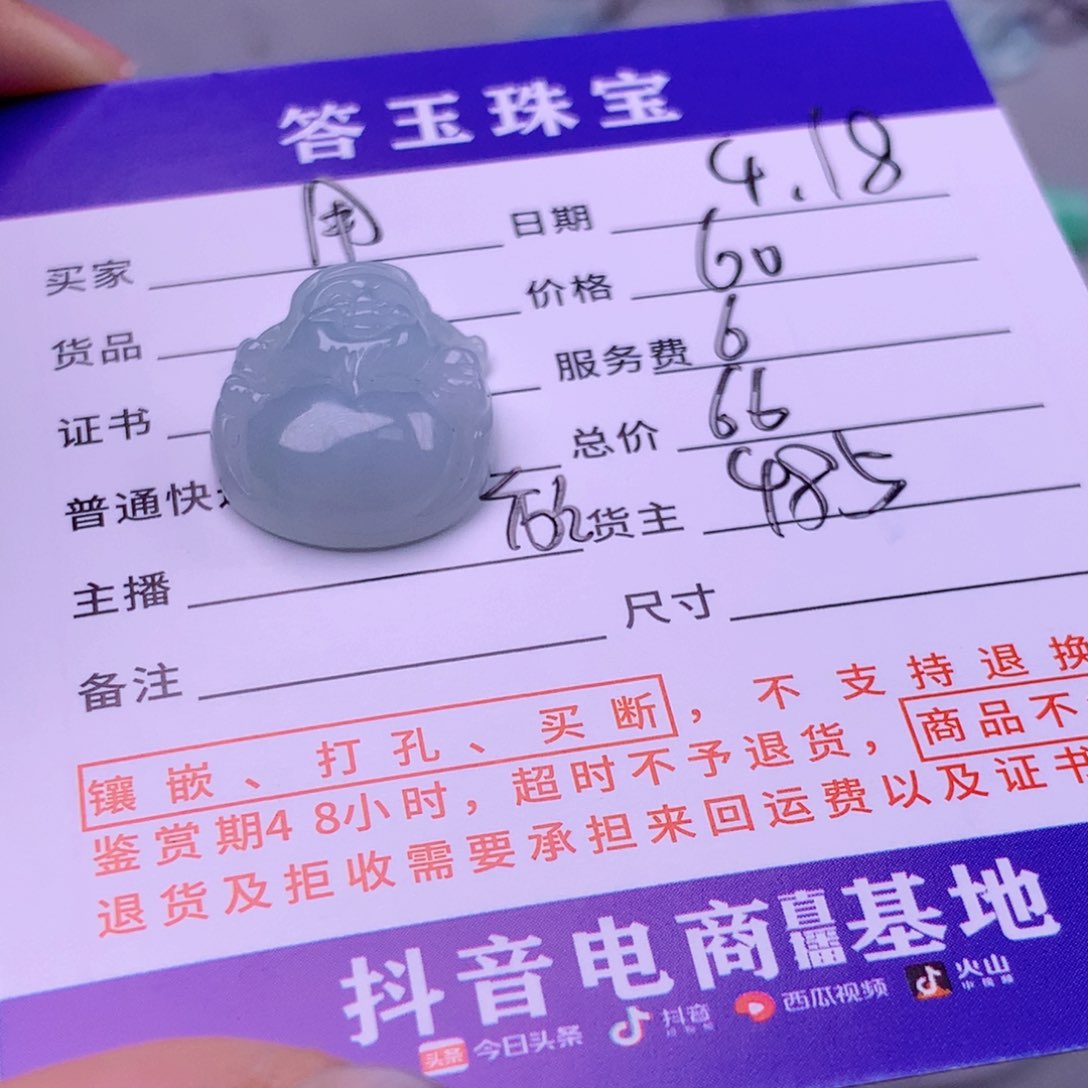 答玉珠宝
买家 周 日期 4.18
货品 价格 60
证书 服务费 6
普通快 总价 66
主播 货主 485
备注 尺寸
镶嵌、打孔、买断，不支持退换
鉴赏期48小时，超时不予退货，商品不
退货及拒收需要承担来回运费以及证书
抖音电商直播基地
头条 今日头条 抖音 西瓜视频 火山